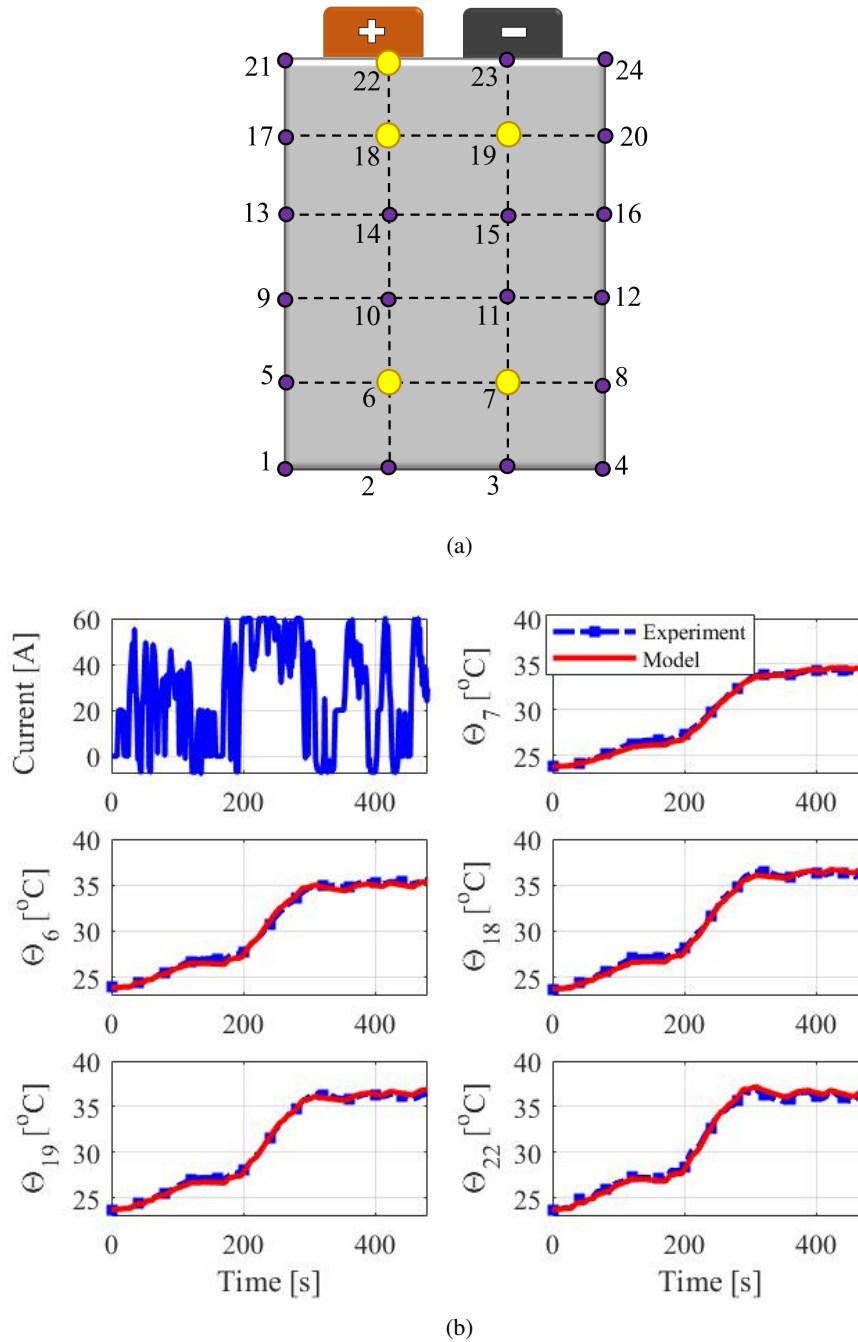 + −
21 22 23 24
17 18 19 20
13 14 15 16
9 10 11 12
5 6 7 8
1 2 3 4
(a)
60
40
20
0
Current [A]
0 200 400
40
35
30
25
Θ7 [°C]
Experiment
Model
0 200 400
40
35
30
25
Θ6 [°C]
0 200 400
40
35
30
25
Θ18 [°C]
0 200 400
40
35
30
25
Θ19 [°C]
0 200 400
Time [s]
40
35
30
25
Θ22 [°C]
0 200 400
Time [s]
(b)